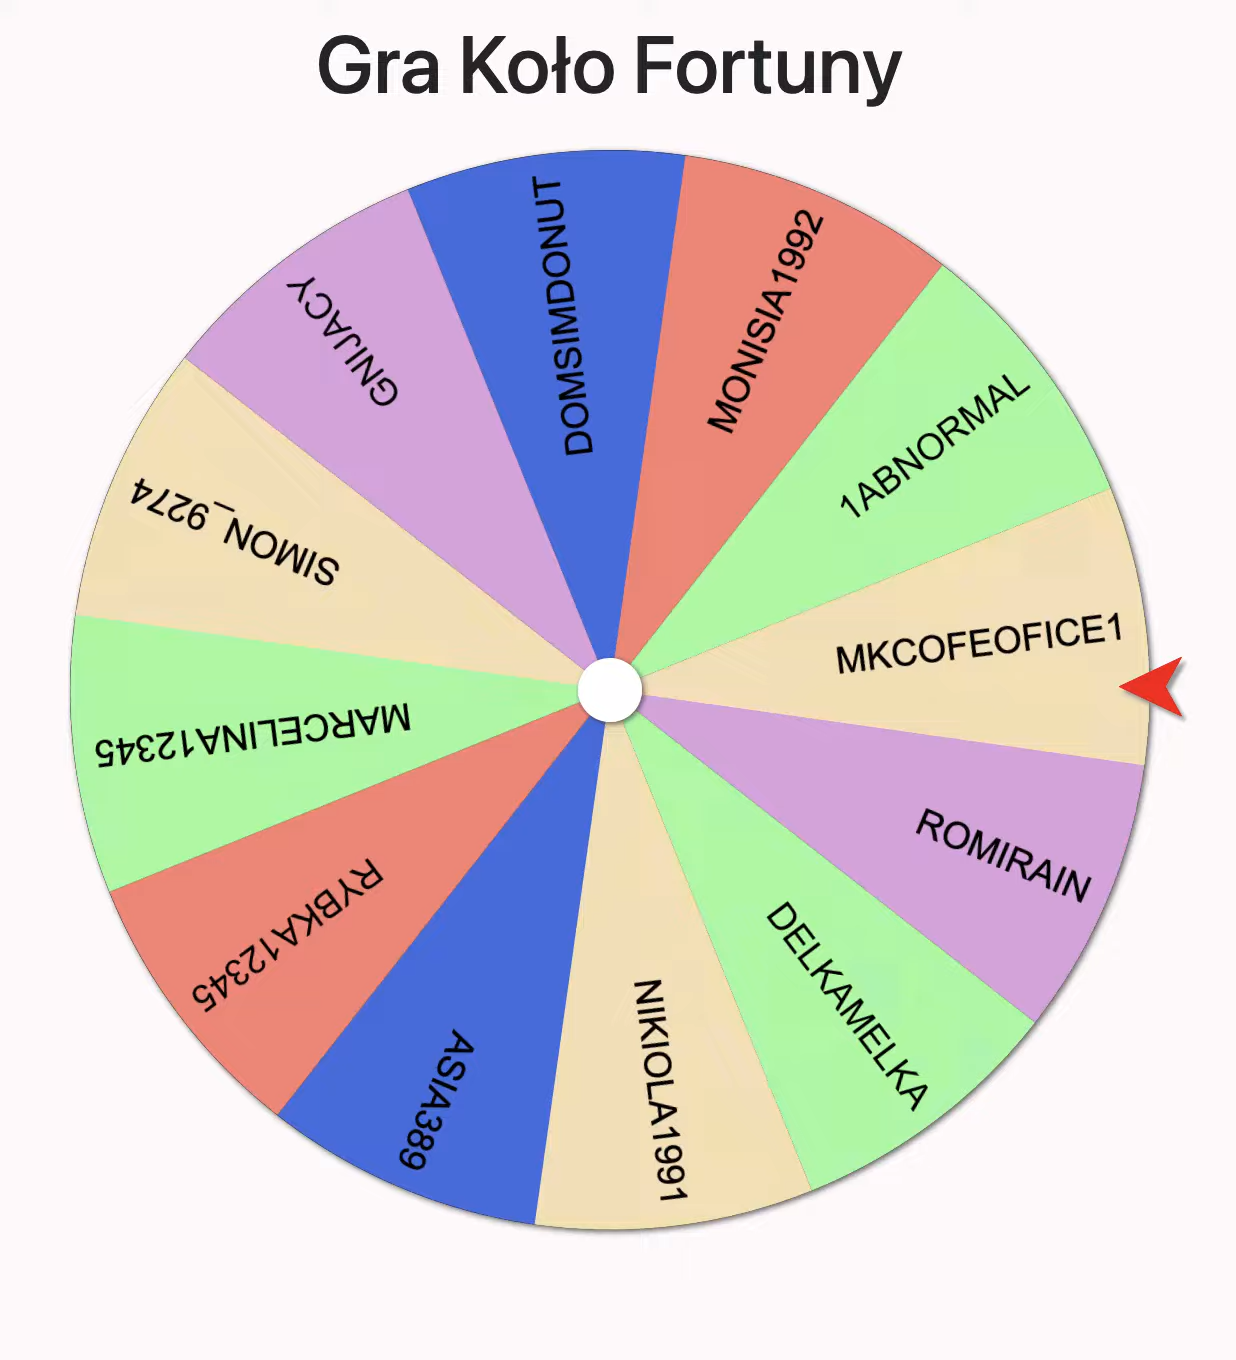 Gra Koło Fortuny
DOMSIMDONUT
MONISIA1992
1ABNORMAL
MKCOFEOFICE1
ROMIRAIN
DELKAMELKA
NIKIOLA1991
ASIA389
RYBKA12345
MARCELINA12345
SIMON_9274
GNIJACY